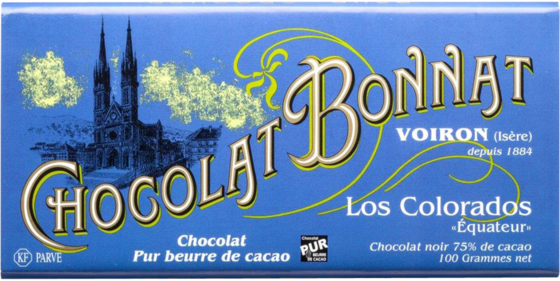 CHOCOLAT BONNAT
VOIRON (Isère)
depuis 1884
Los Colorados
«Équateur»
Chocolat noir 75% de cacao
100 Grammes net
Chocolat
Pur beurre de cacao
Chocolat
PUR
BEURRE
DE CACAO
KF PARVE